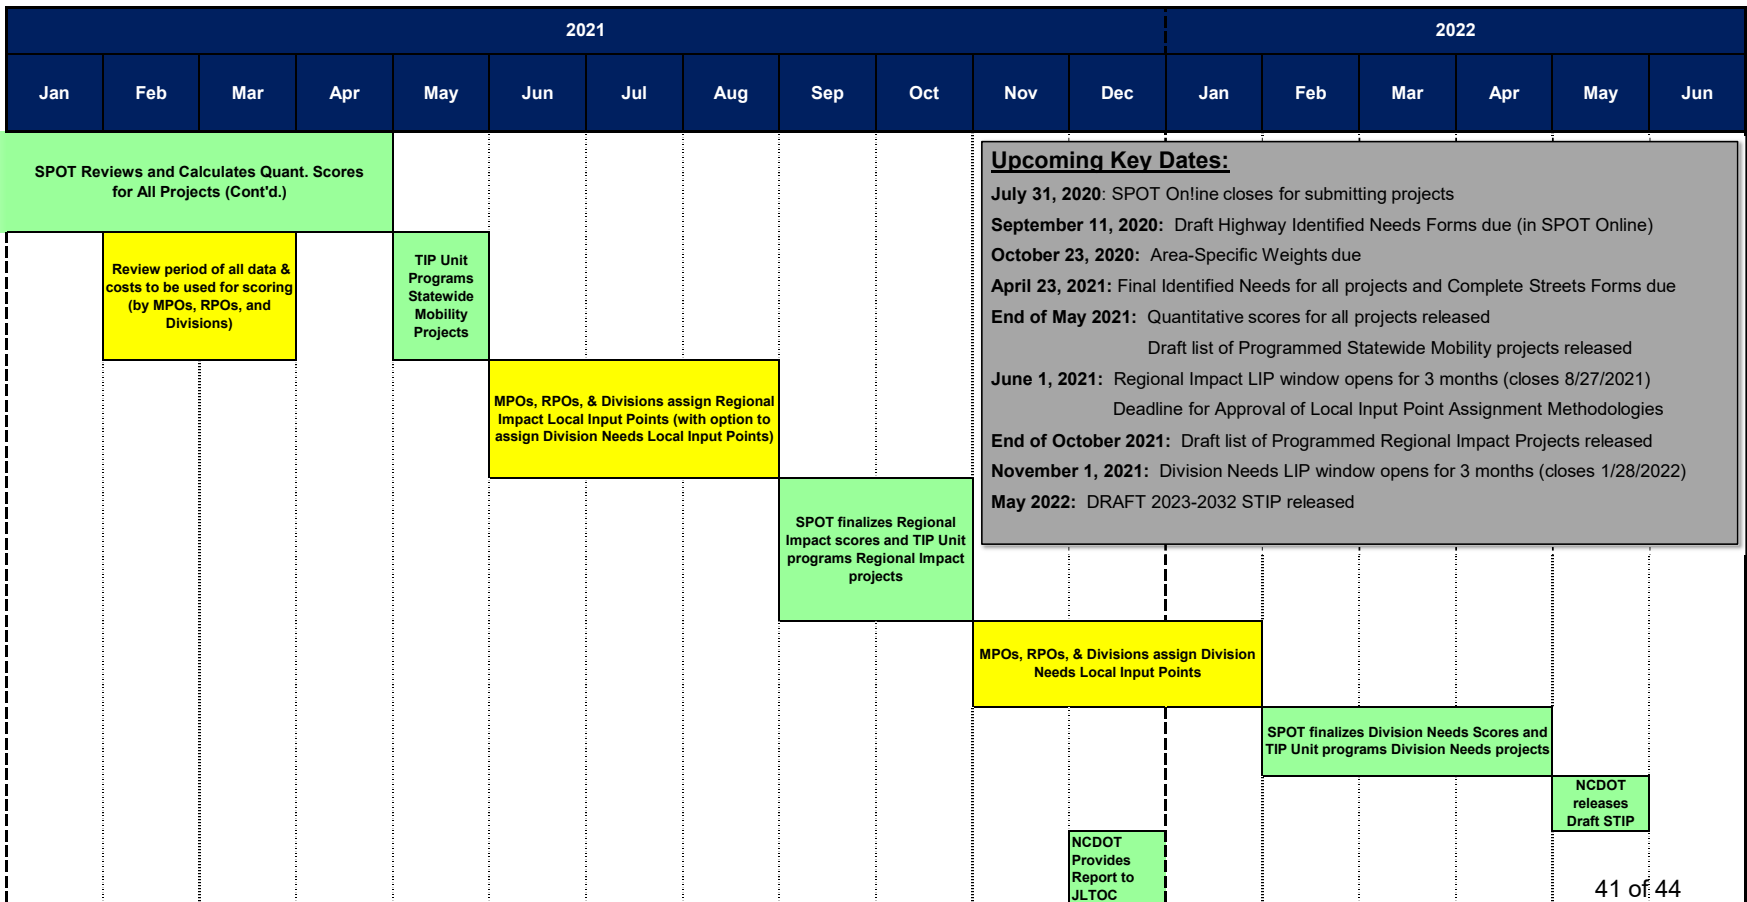 2021
2022
Jan
Feb
Mar
Apr
May
Jun
Jul
Aug
Sep
Oct
Nov
Dec
Jan
Feb
Mar
Apr
May
Jun
SPOT Reviews and Calculates Quant. Scores
for All Projects (Cont'd.)
Upcoming Key Dates:
July 31, 2020: SPOT On!ine closes for submitting projects
September 11, 2020: Draft Highway Identified Needs Forms due (in SPOT Online)
October 23, 2020: Area-Specific Weights due
April 23, 2021: Final Identified Needs for all projects and Complete Streets Forms due
End of May 2021: Quantitative scores for all projects released
Draft list of Programmed Statewide Mobility projects released
June 1, 2021: Regional Impact LIP window opens for 3 months (closes 8/27/2021)
Deadline for Approval of Local Input Point Assignment Methodologies
End of October 2021: Draft list of Programmed Regional Impact Projects released
November 1, 2021: Division Needs LIP window opens for 3 months (closes 1/28/2022)
May 2022: DRAFT 2023-2032 STIP released
Review period of all data &
costs to be used for scoring
(by MPOs, RPOs, and
Divisions)
TIP Unit
Programs
Statewide
Mobility
Projects
MPOs, RPOs, & Divisions assign Regional
Impact Local Input Points (with option to
assign Division Needs Local Input Points)
SPOT finalizes Regional
Impact scores and TIP Unit
programs Regional Impact
projects
MPOs, RPOs, & Divisions assign Division
Needs Local Input Points
SPOT finalizes Division Needs Scores and
TIP Unit programs Division Needs projects
NCDOT
releases
Draft STIP
NCDOT
Provides
Report to
JLTOC
41 of 44